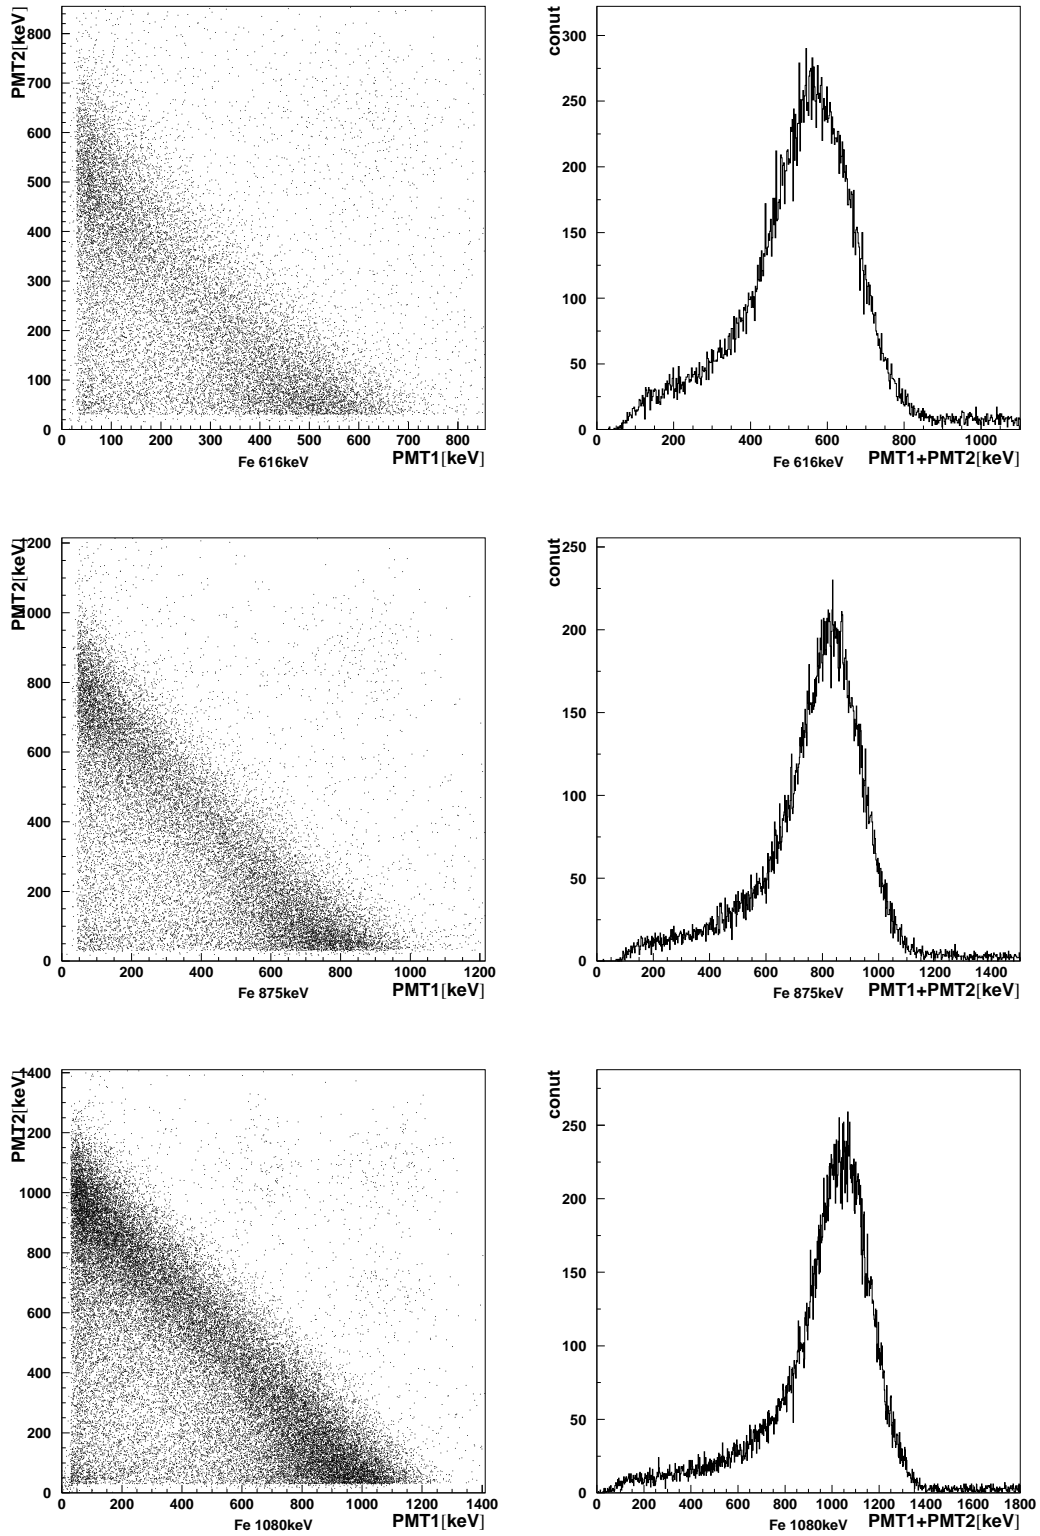 PMT2[keV]
800
700
600
500
400
300
200
100
0
0 100 200 300 400 500 600 700 800
Fe 616keV PMT1[keV]
conut
300
250
200
150
100
50
0
0 200 400 600 800 1000
Fe 616keV PMT1+PMT2[keV]
PMT2[keV]
1200
1000
800
600
400
200
0
0 200 400 600 800 1000 1200
Fe 875keV PMT1[keV]
conut
250
200
150
100
50
0
0 200 400 600 800 1000 1200 1400
Fe 875keV PMT1+PMT2[keV]
PMT2[keV]
1400
1200
1000
800
600
400
200
0
0 200 400 600 800 1000 1200 1400
Fe 1080keV PMT1[keV]
conut
250
200
150
100
50
0
0 200 400 600 800 1000 1200 1400 1600 1800
Fe 1080keV PMT1+PMT2[keV]